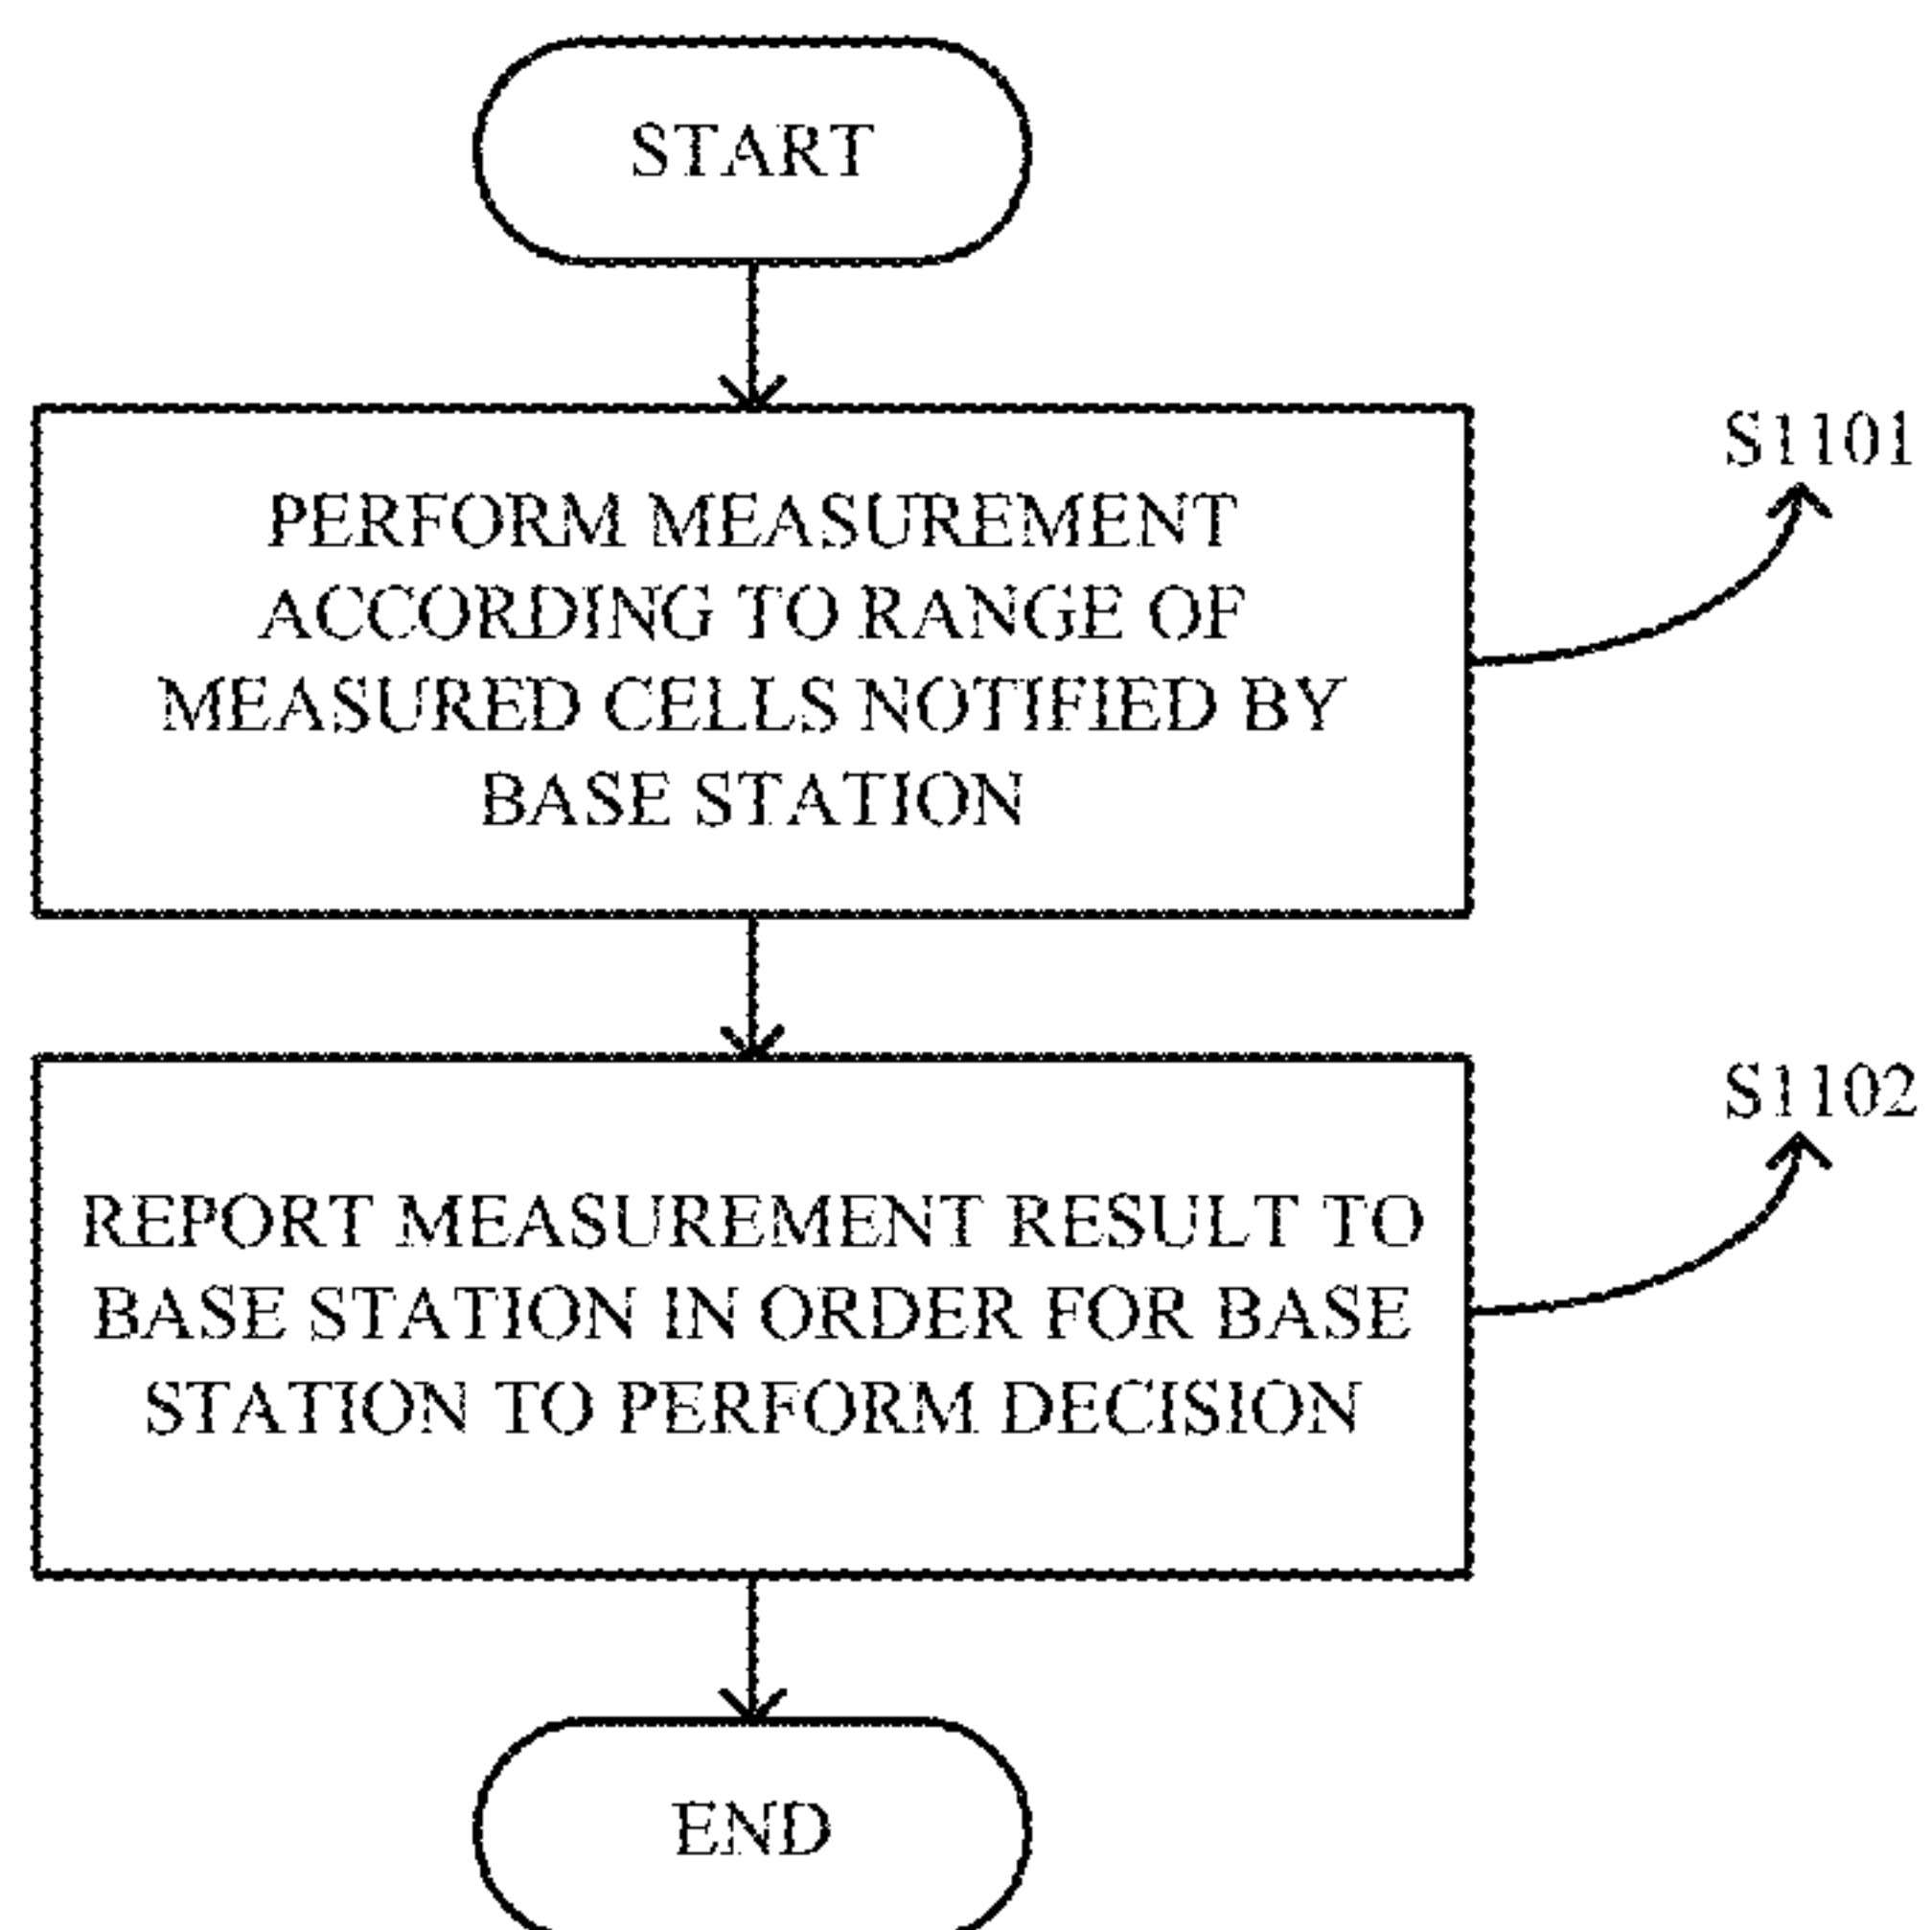 START
S1101
PERFORM MEASUREMENT
ACCORDING TO RANGE OF
MEASURED CELLS NOTIFIED BY
BASE STATION
S1102
REPORT MEASUREMENT RESULT TO
BASE STATION IN ORDER FOR BASE
STATION TO PERFORM DECISION
END